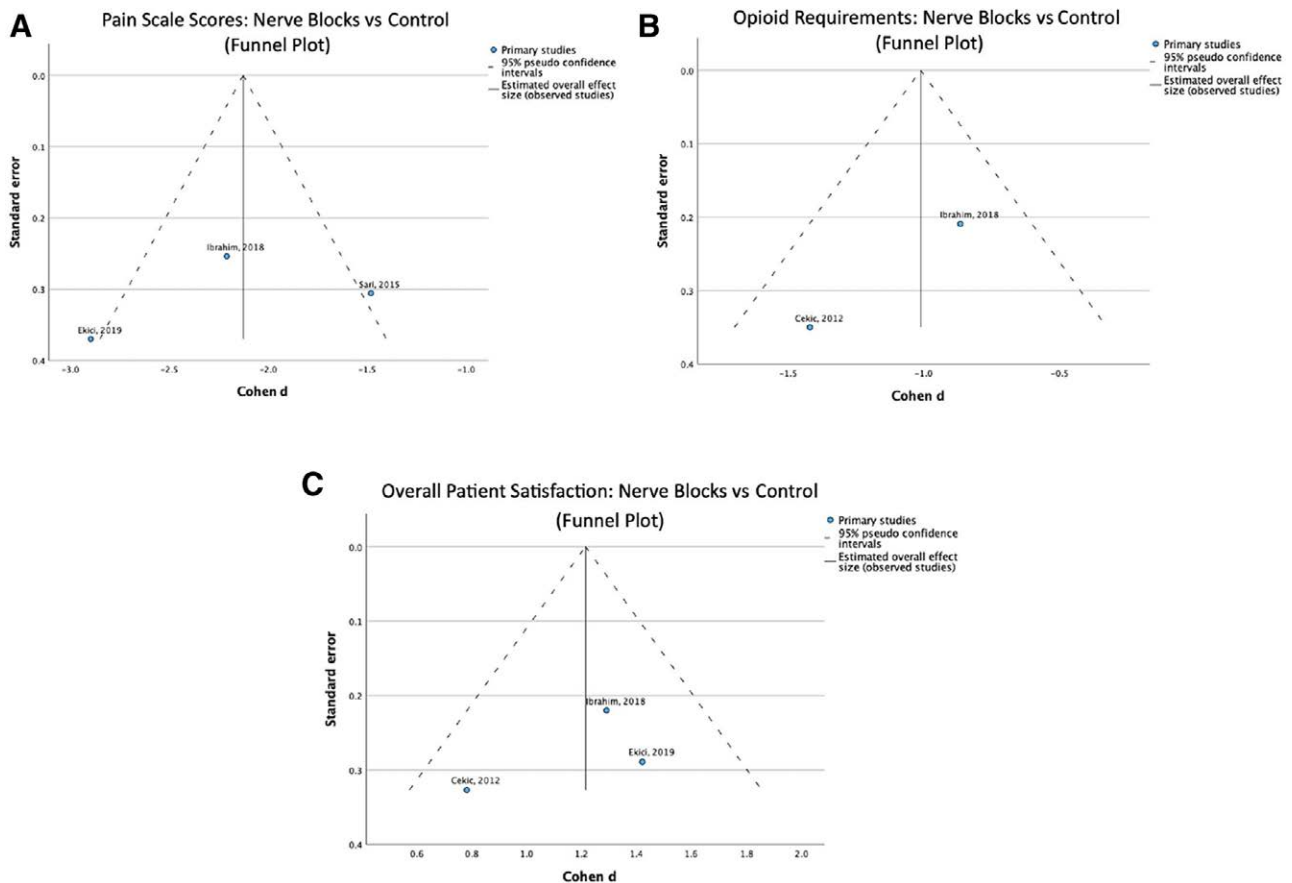 A
Pain Scale Scores: Nerve Blocks vs Control
(Funnel Plot)
Primary studies
95% pseudo confidence
intervals
Estimated overall effect
size (observed studies)
Standard error
0.0
0.1
0.2
0.3
0.4
Ibrahim, 2018
Sari, 2015
Ekici, 2019
-3.0
-2.5
-2.0
-1.5
-1.0
Cohen d
B
Opioid Requirements: Nerve Blocks vs Control
(Funnel Plot)
Primary studies
95% pseudo confidence
intervals
Estimated overall effect
size (observed studies)
Standard error
0.0
0.1
0.2
0.3
0.4
Ibrahim, 2018
Cekic, 2012
-1.5
-1.0
-0.5
Cohen d
C
Overall Patient Satisfaction: Nerve Blocks vs Control
(Funnel Plot)
Primary studies
95% pseudo confidence
intervals
Estimated overall effect
size (observed studies)
Standard error
0.0
0.1
0.2
0.3
0.4
Ibrahim, 2018
Ekici, 2019
Cekic, 2012
0.6
0.8
1.0
1.2
1.4
1.6
1.8
2.0
Cohen d